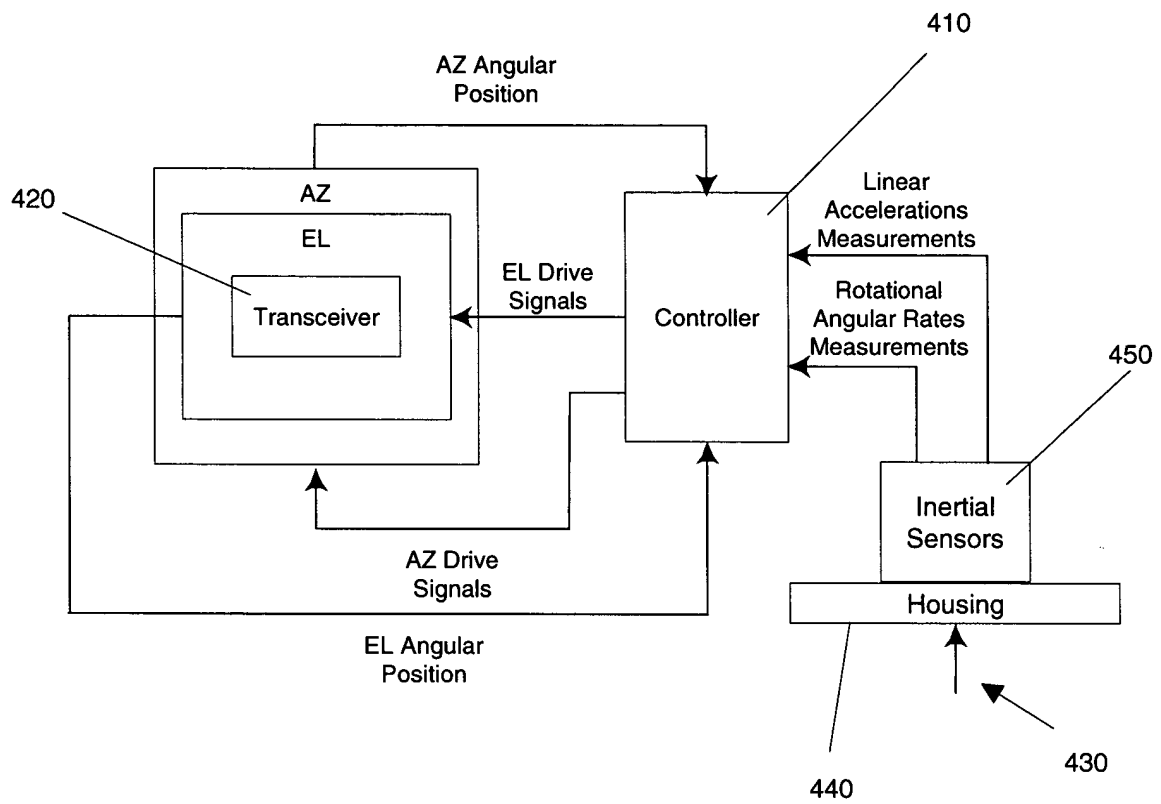 410
AZ Angular
Position
420
AZ
EL
Transceiver
EL Drive
Signals
Controller
Linear
Accelerations
Measurements
Rotational
Angular Rates
Measurements
450
Inertial
Sensors
Housing
AZ Drive
Signals
EL Angular
Position
430
440